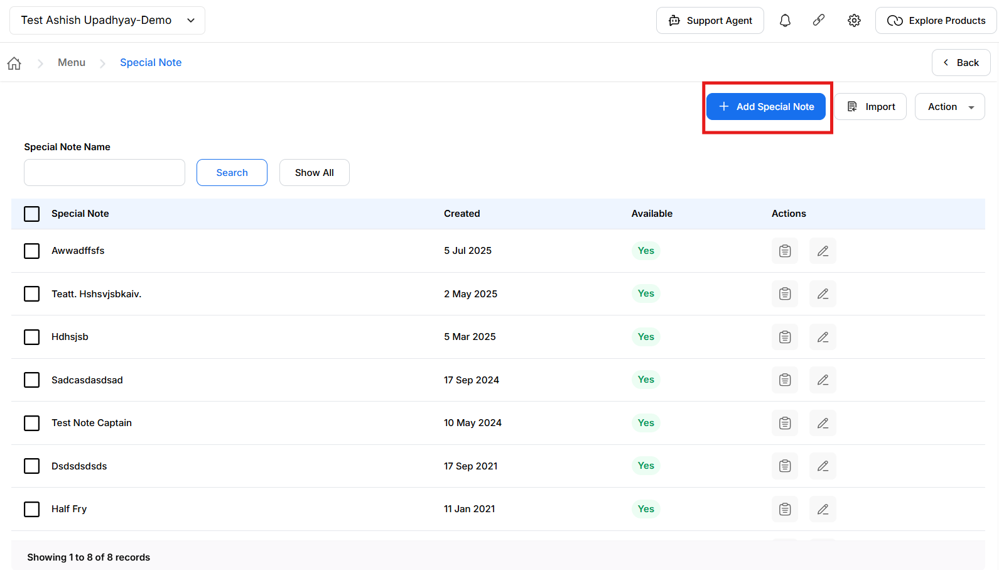 Test Ashish Upadhyay-Demo Support Agent Explore Products
Menu Special Note Back
Add Special Note Import Action
Special Note Name
Search Show All
Special Note Created Available Actions
Awwadffsfs 5 Jul 2025 Yes
Teatt. Hshsvjsbkaiv. 2 May 2025 Yes
Hdhsjsb 5 Mar 2025 Yes
Sadcasdasdsad 17 Sep 2024 Yes
Test Note Captain 10 May 2024 Yes
Dsdsdsdsds 17 Sep 2021 Yes
Half Fry 11 Jan 2021 Yes
Showing 1 to 8 of 8 records